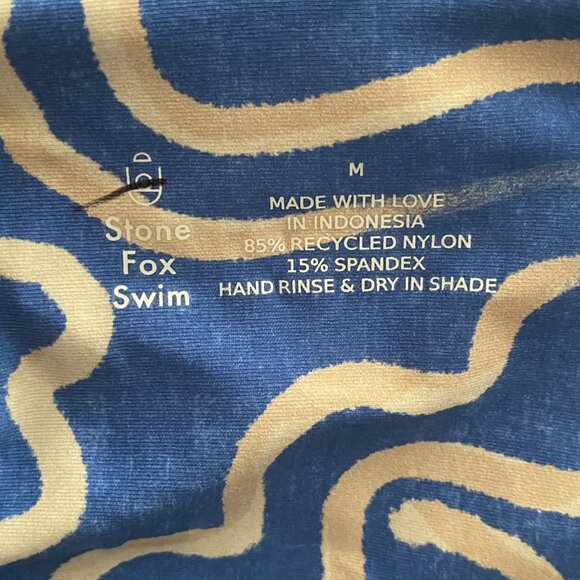 Stone
Fox
Swim
M
MADE WITH LOVE
IN INDONESIA
85% RECYCLED NYLON
15% SPANDEX
HAND RINSE & DRY IN SHADE